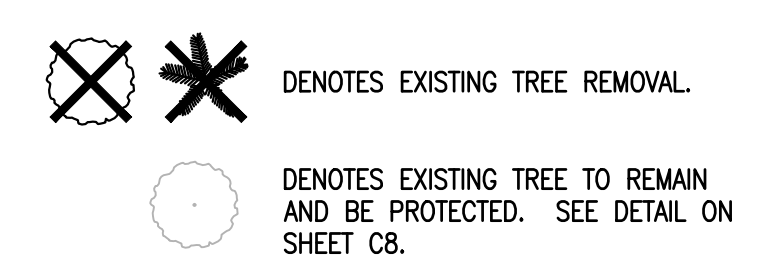 DENOTES EXISTING TREE REMOVAL.
DENOTES EXISTING TREE TO REMAIN
AND BE PROTECTED.  SEE DETAIL ON
SHEET C8.